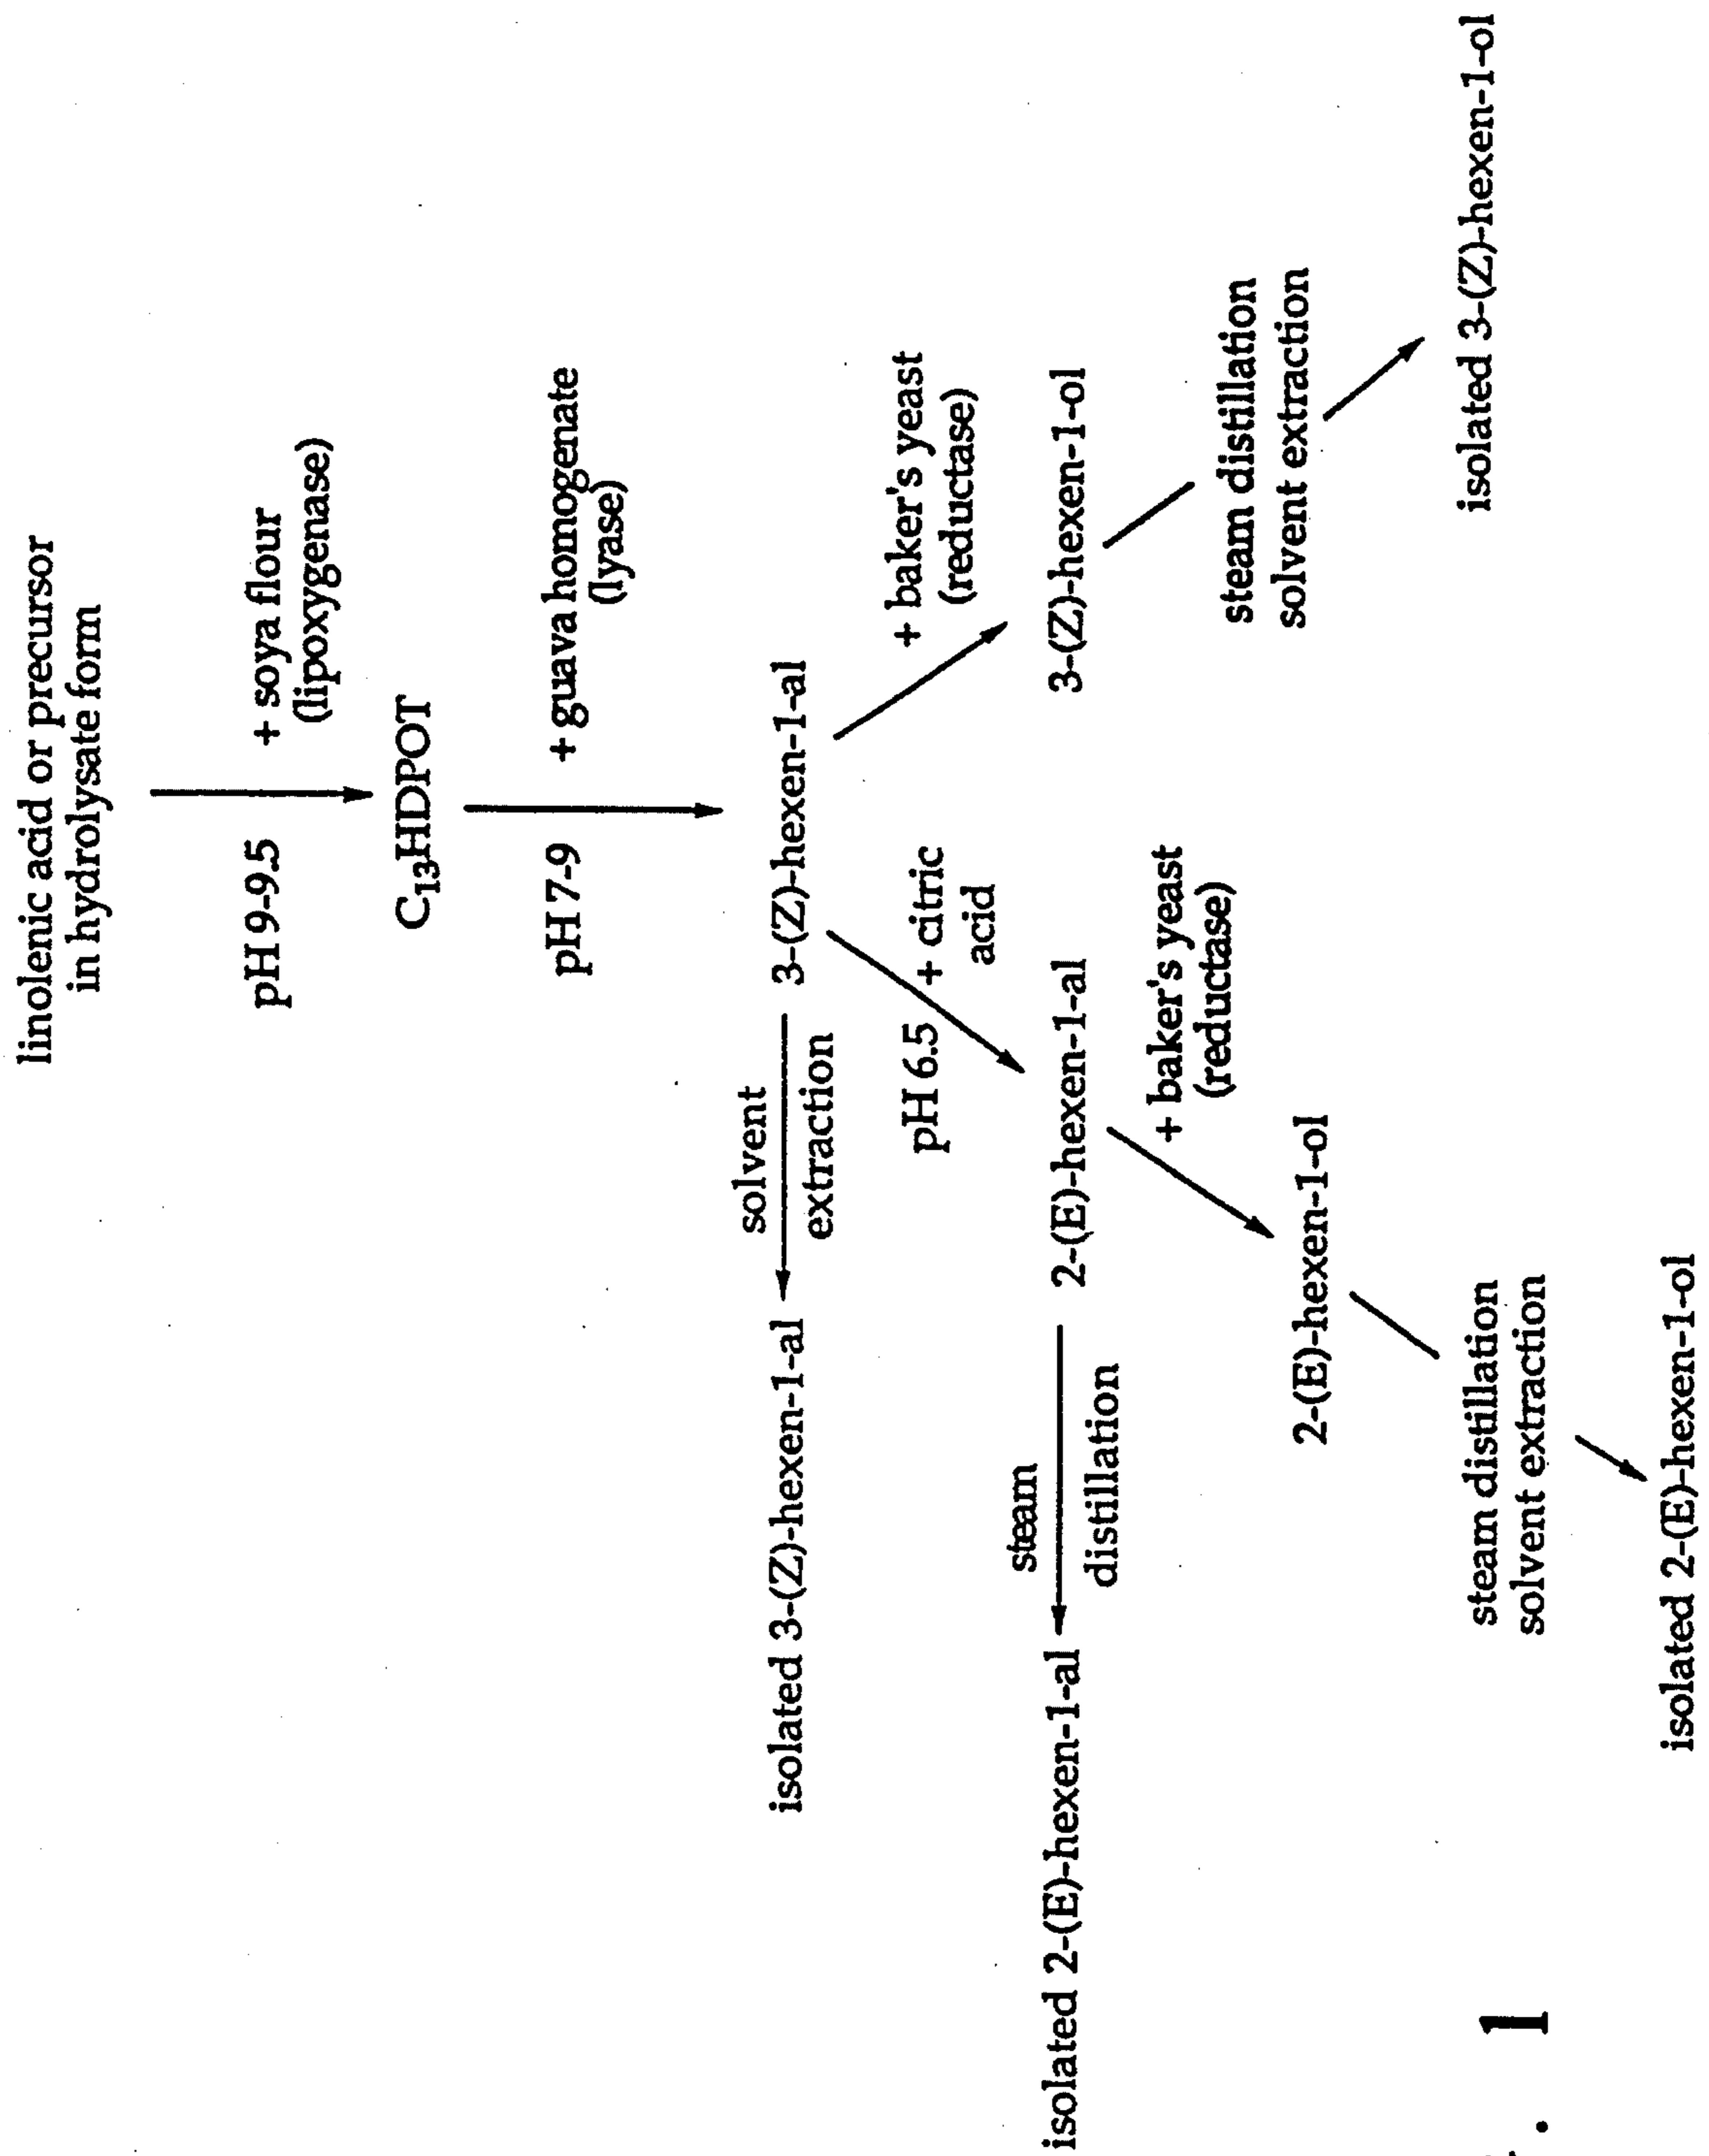 linolenic acid or precursor
in hydrolysate form
pH 9-9.5
+ soya flour
(lipoxygenase)
C₁₃HDPOT
pH 7-9
+ guava homogenate
(lyase)
isolated 3-(Z)-hexen-1-al
solvent
extraction
3-(Z)-hexen-1-al
pH 6.5
+ citric
acid
+ baker's yeast
(reductase)
isolated 2-(E)-hexen-1-al
steam
distillation
2-(E)-hexen-1-al
3-(Z)-hexen-1-ol
+ baker's yeast
(reductase)
steam distillation
solvent extraction
2-(E)-hexen-1-ol
isolated 3-(Z)-hexen-1-ol
steam distillation
solvent extraction
isolated 2-(E)-hexen-1-ol
. 1